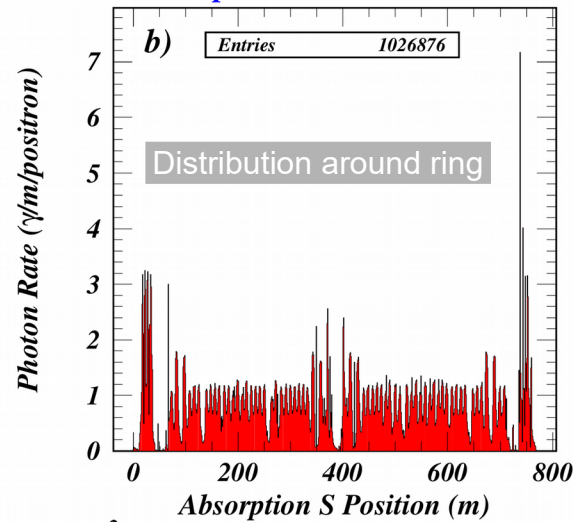 b)
Entries 1026876
Distribution around ring
Photon Rate (γ/m/positron)
7
6
5
4
3
2
1
0
0 200 400 600 800
Absorption S Position (m)